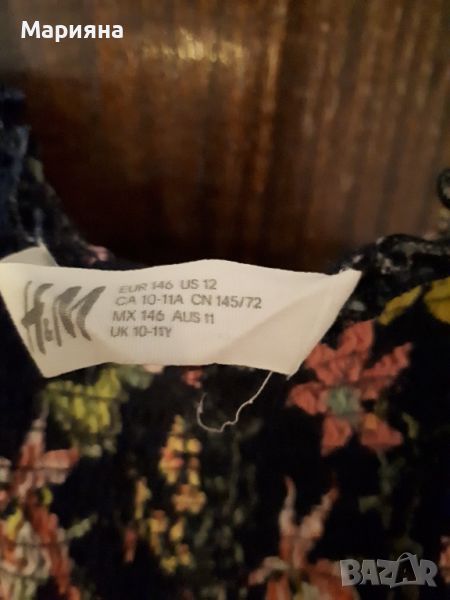 Марияна
H&M
EUR 146 US 12
CA 10-11A CN 145/72
MX 146 AUS 11
UK 10-11Y
BAZAR